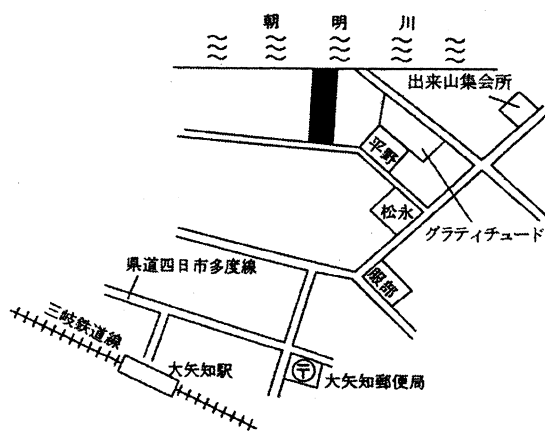 朝明川
出来山集会所
平野
松永
グラティチュード
服部
県道四日市多度線
三岐鉄道線
大矢知駅
〒
大矢知郵便局